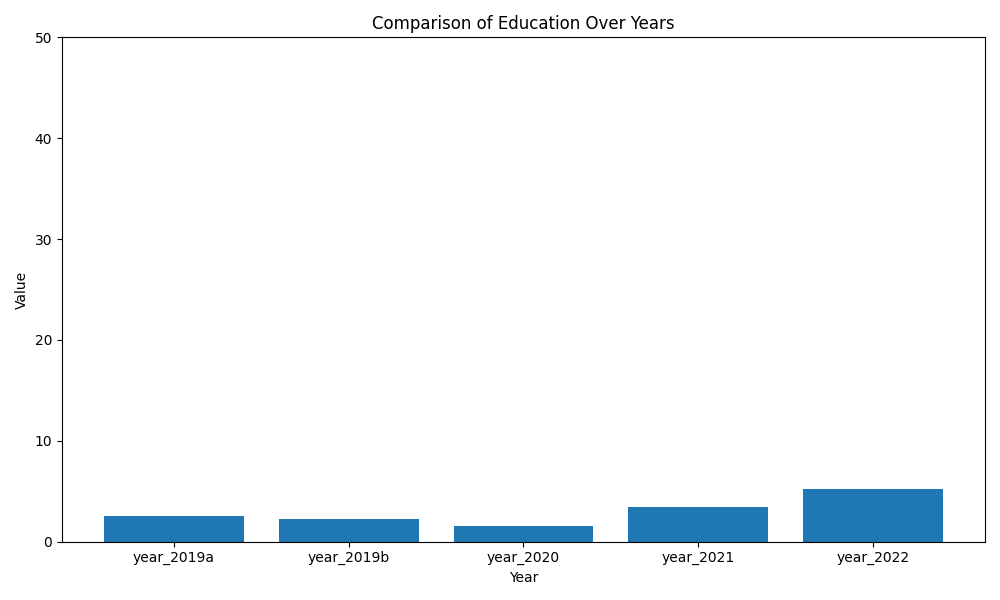 Comparison of Education Over Years
50
40
30
20
10
0
Value
year_2019a year_2019b year_2020 year_2021 year_2022
Year